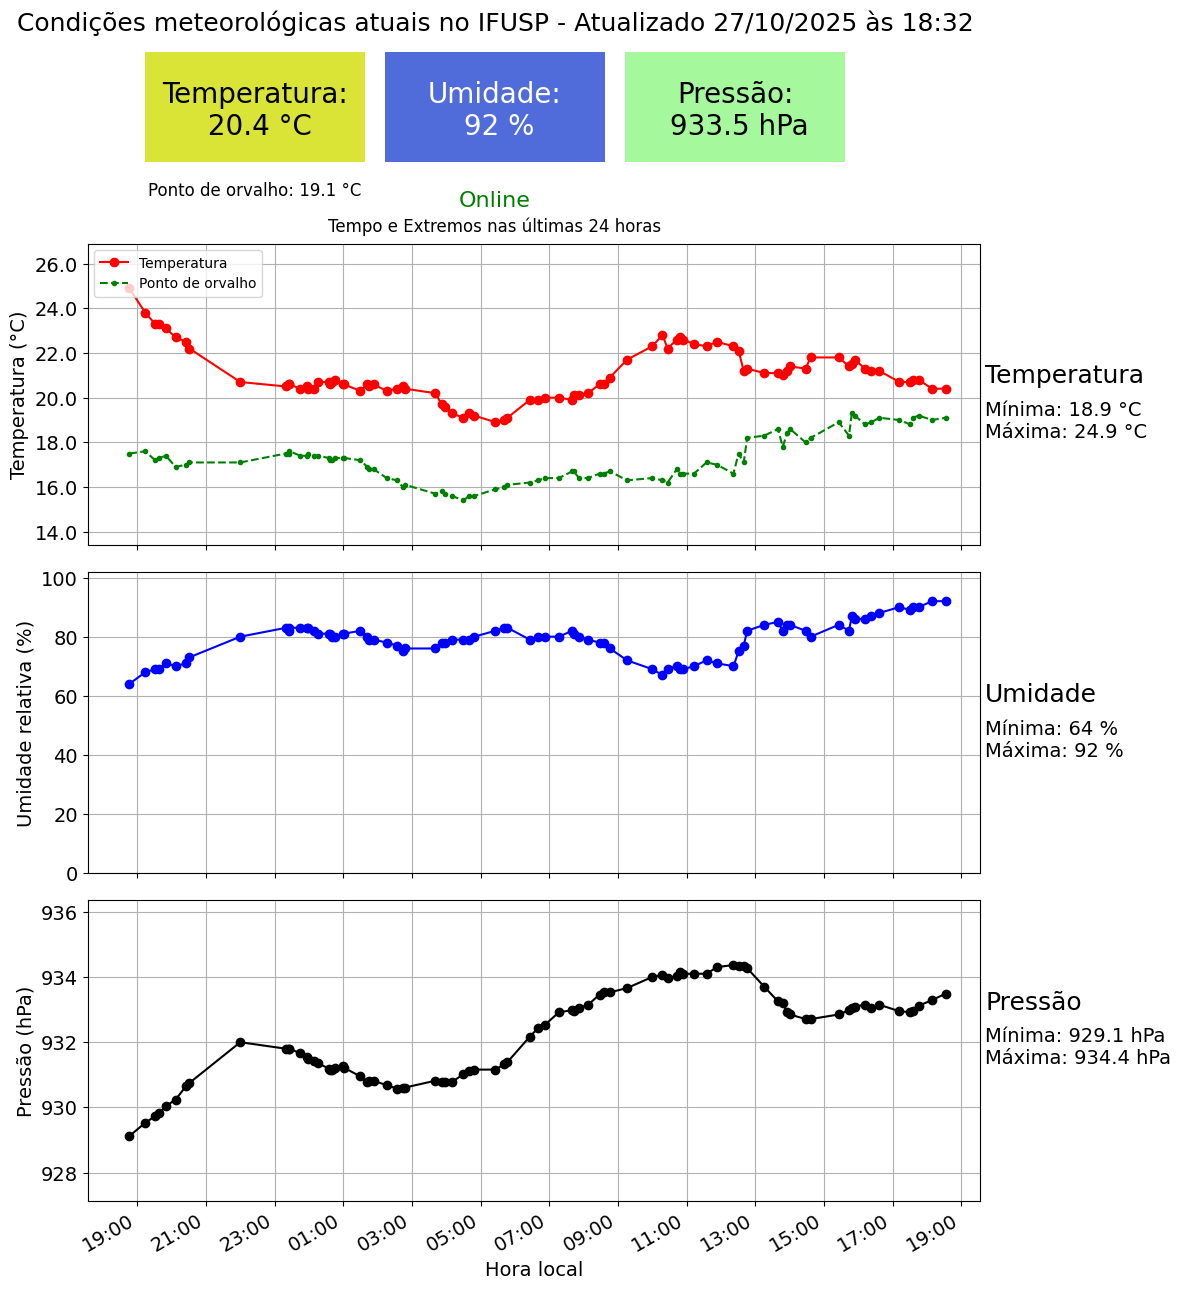 Condições meteorológicas atuais no IFUSP - Atualizado 27/10/2025 às 18:32
Temperatura:
20.4 °C
Umidade:
92 %
Pressão:
933.5 hPa
Ponto de orvalho: 19.1 °C
Online
Tempo e Extremos nas últimas 24 horas
Temperatura
Ponto de orvalho
Temperatura (°C)
26.0
24.0
22.0
20.0
18.0
16.0
14.0
Temperatura
Mínima: 18.9 °C
Máxima: 24.9 °C
Umidade relativa (%)
100
80
60
40
20
0
Umidade
Mínima: 64 %
Máxima: 92 %
Pressão (hPa)
936
934
932
930
928
Pressão
Mínima: 929.1 hPa
Máxima: 934.4 hPa
19:00 21:00 23:00 01:00 03:00 05:00 07:00 09:00 11:00 13:00 15:00 17:00 19:00
Hora local